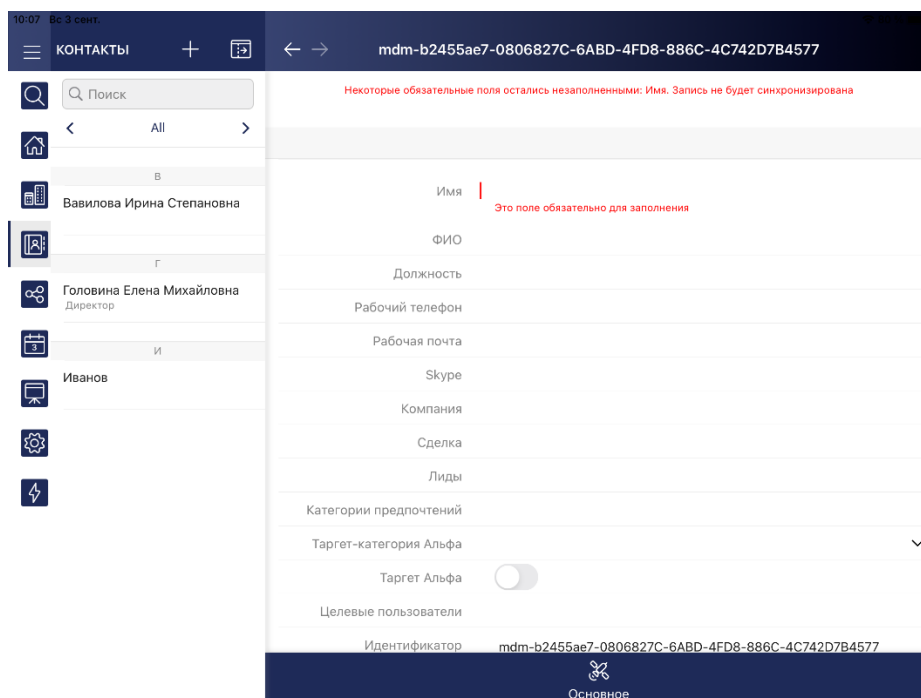 10:07 Вс 3 сент.
КОНТАКТЫ
mdm-b2455ae7-0806827C-6ABD-4FD8-886C-4C742D7B4577
Поиск
Некоторые обязательные поля остались незаполненными: Имя. Запись не будет синхронизирована
All
В
Вавилова Ирина Степановна
Г
Головина Елена Михайловна
Директор
3
И
Иванов
Имя
Это поле обязательно для заполнения
ФИО
Должность
Рабочий телефон
Рабочая почта
Skype
Компания
Сделка
Лиды
Категории предпочтений
Таргет-категория Альфа
Таргет Альфа
Целевые пользователи
Идентификатор mdm-b2455ae7-0806827C-6ABD-4FD8-886C-4C742D7B4577
Основное